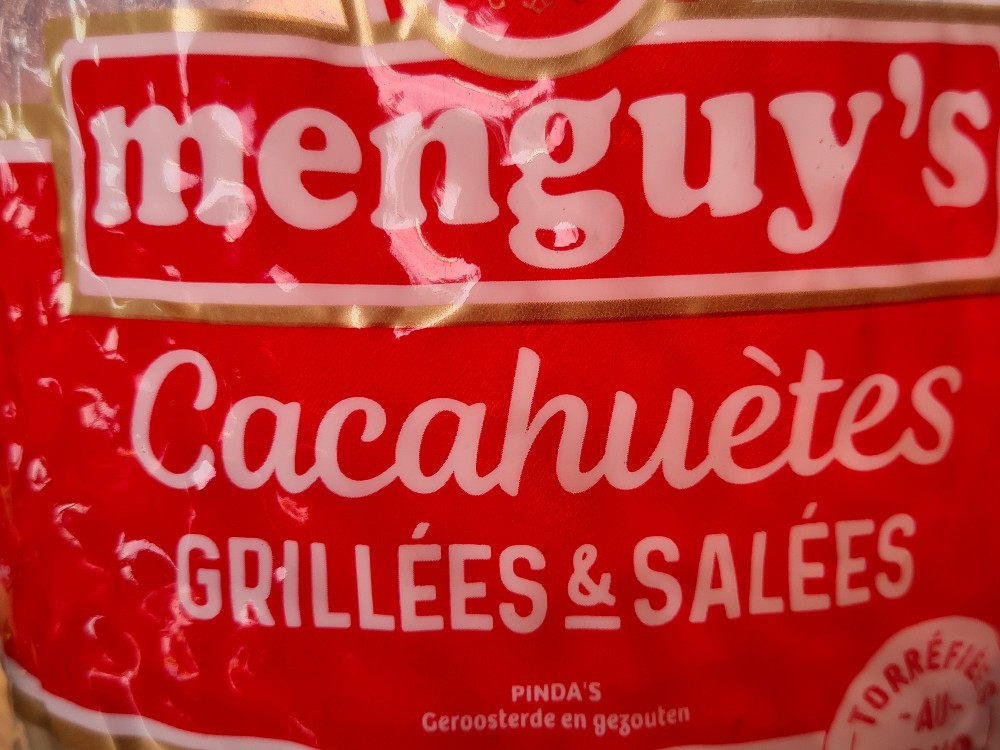 menguy's
Cacahuètes
GRILLÉES & SALÉES
PINDA'S
Geroosterde en gezouten
TORRÉFIÉES
-AU-